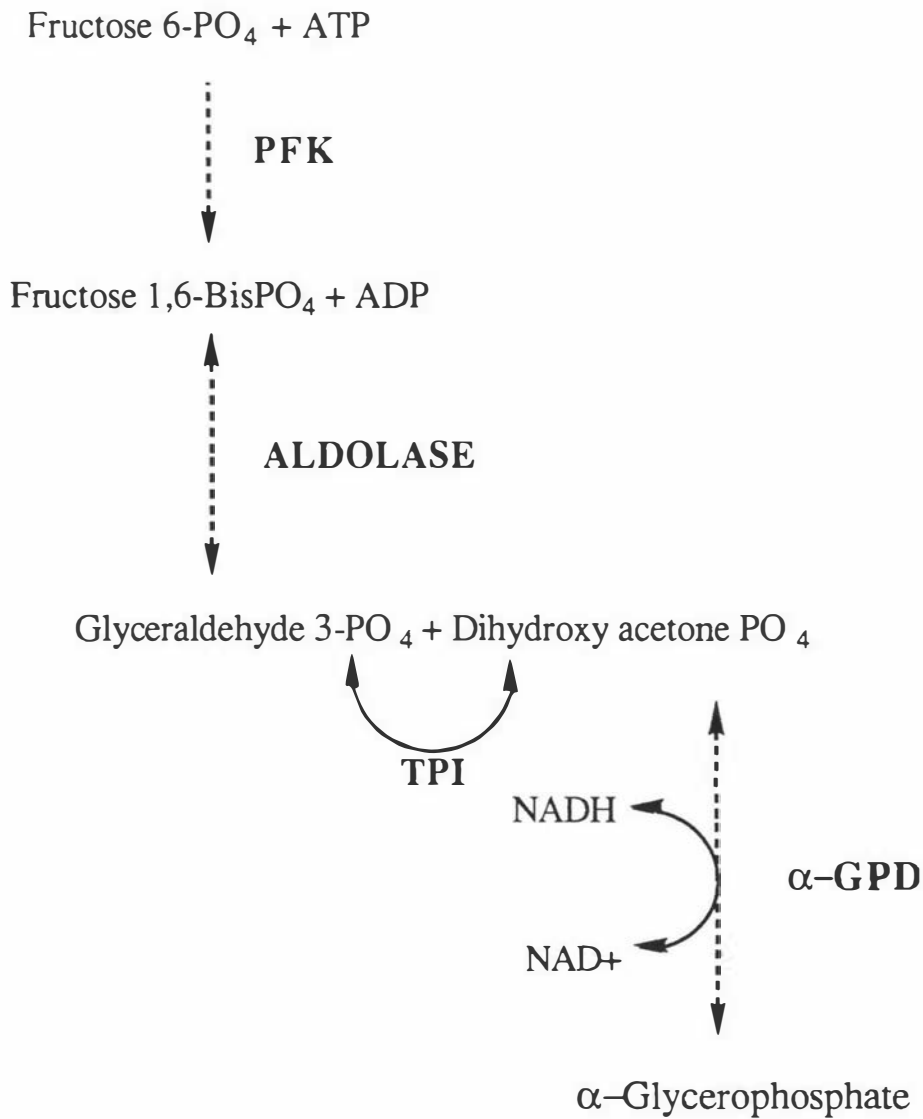 Fructose 6-PO4 + ATP
PFK
Fructose 1,6-BisPO4 + ADP
ALDOLASE
Glyceraldehyde 3-PO4 + Dihydroxy acetone PO4
TPI
NADH
α–GPD
NAD+
α–Glycerophosphate